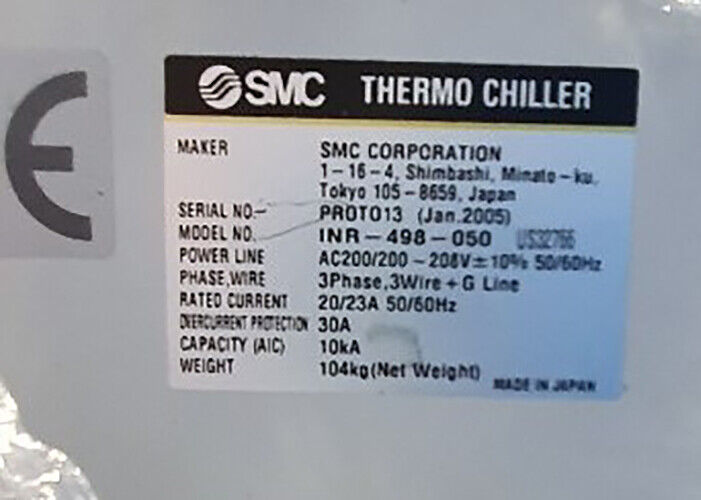 CE
SMC THERMO CHILLER
MAKER SMC CORPORATION
1-16-4, Shimbashi, Minato-ku,
Tokyo 105-8659, Japan
SERIAL NO. PROTO13 (Jan.2005)
MODEL NO. INR-498-050 US32766
POWER LINE AC200/200-208V±10% 50/60Hz
PHASE,WIRE 3Phase,3Wire+G Line
RATED CURRENT 20/23A 50/60Hz
OVERCURRENT PROTECTION 30A
CAPACITY (AIC) 10kA
WEIGHT 104kg(Net Weight)
MADE IN JAPAN